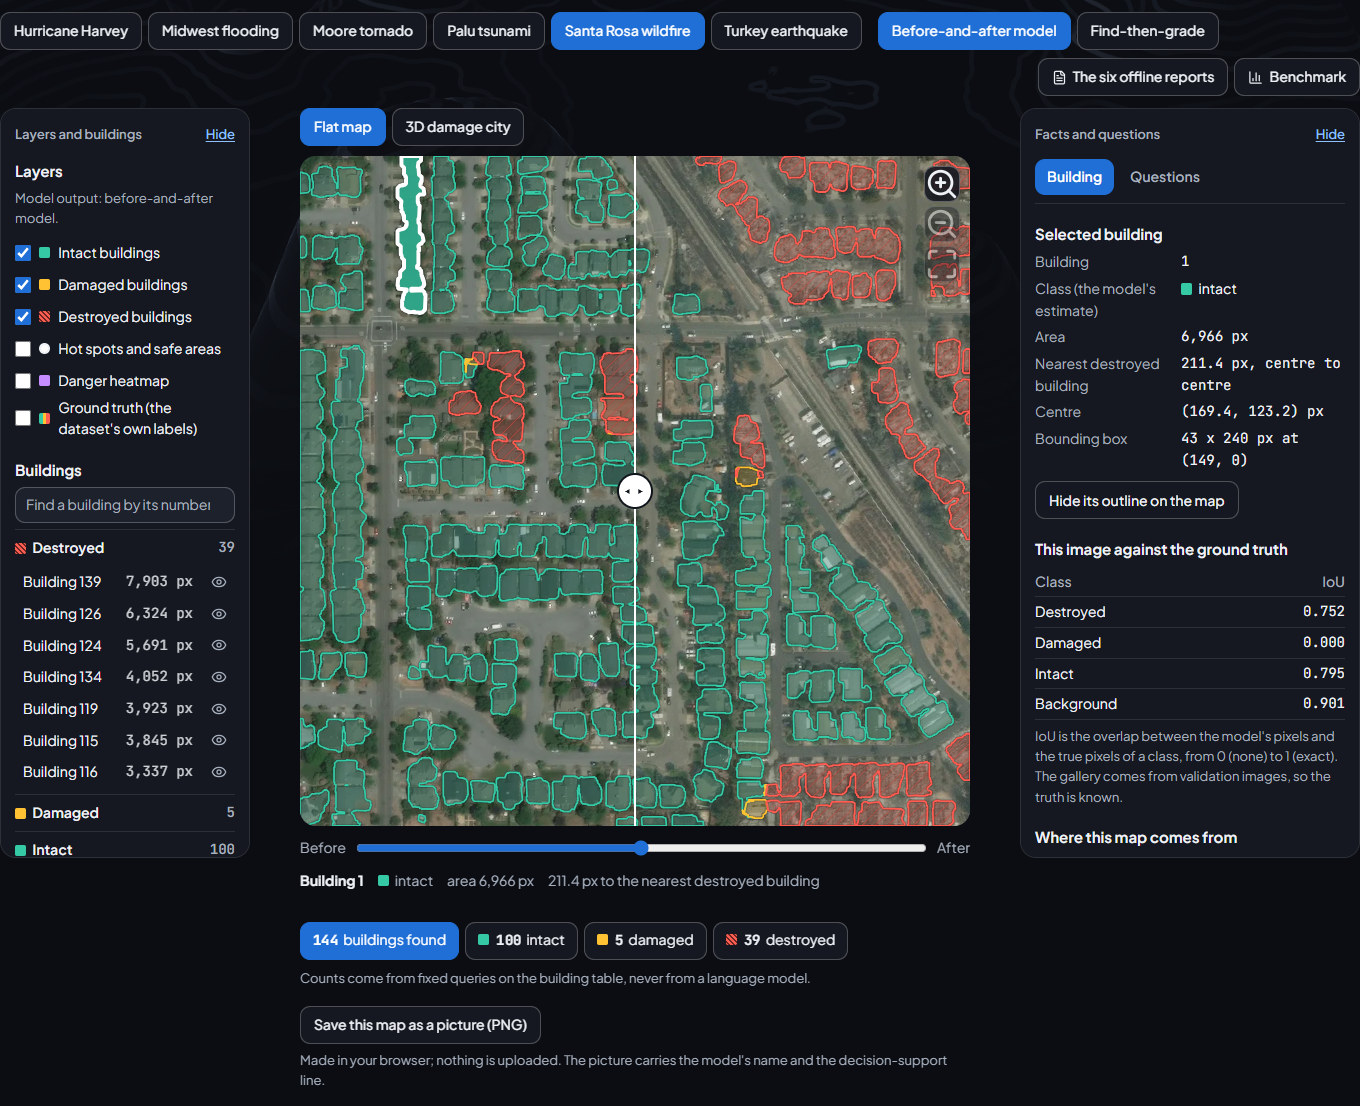 Hurricane Harvey
Midwest flooding
Moore tornado
Palu tsunami
Santa Rosa wildfire
Turkey earthquake
Before-and-after model
Find-then-grade
The six offline reports
Benchmark
Layers and buildings
Hide
Layers
Model output: before-and-after
model.
Intact buildings
Damaged buildings
Destroyed buildings
Hot spots and safe areas
Danger heatmap
Ground truth (the
dataset's own labels)
Buildings
Find a building by its number
Destroyed 39
Building 139 7,903 px
Building 126 6,324 px
Building 124 5,691 px
Building 134 4,052 px
Building 119 3,923 px
Building 115 3,845 px
Building 116 3,337 px
Damaged 5
Intact 100
Flat map
3D damage city
Before
After
Building 1 intact area 6,966 px 211.4 px to the nearest destroyed building
144 buildings found
100 intact
5 damaged
39 destroyed
Counts come from fixed queries on the building table, never from a language model.
Save this map as a picture (PNG)
Made in your browser; nothing is uploaded. The picture carries the model's name and the decision-support
line.
Facts and questions
Hide
Building
Questions
Selected building
Building 1
Class (the model's
estimate)
intact
Area 6,966 px
Nearest destroyed
building
211.4 px, centre to
centre
Centre (169.4, 123.2) px
Bounding box
43 x 240 px at
(149, 0)
Hide its outline on the map
This image against the ground truth
Class IoU
Destroyed 0.752
Damaged 0.000
Intact 0.795
Background 0.901
IoU is the overlap between the model's pixels and
the true pixels of a class, from 0 (none) to 1 (exact).
The gallery comes from validation images, so the
truth is known.
Where this map comes from